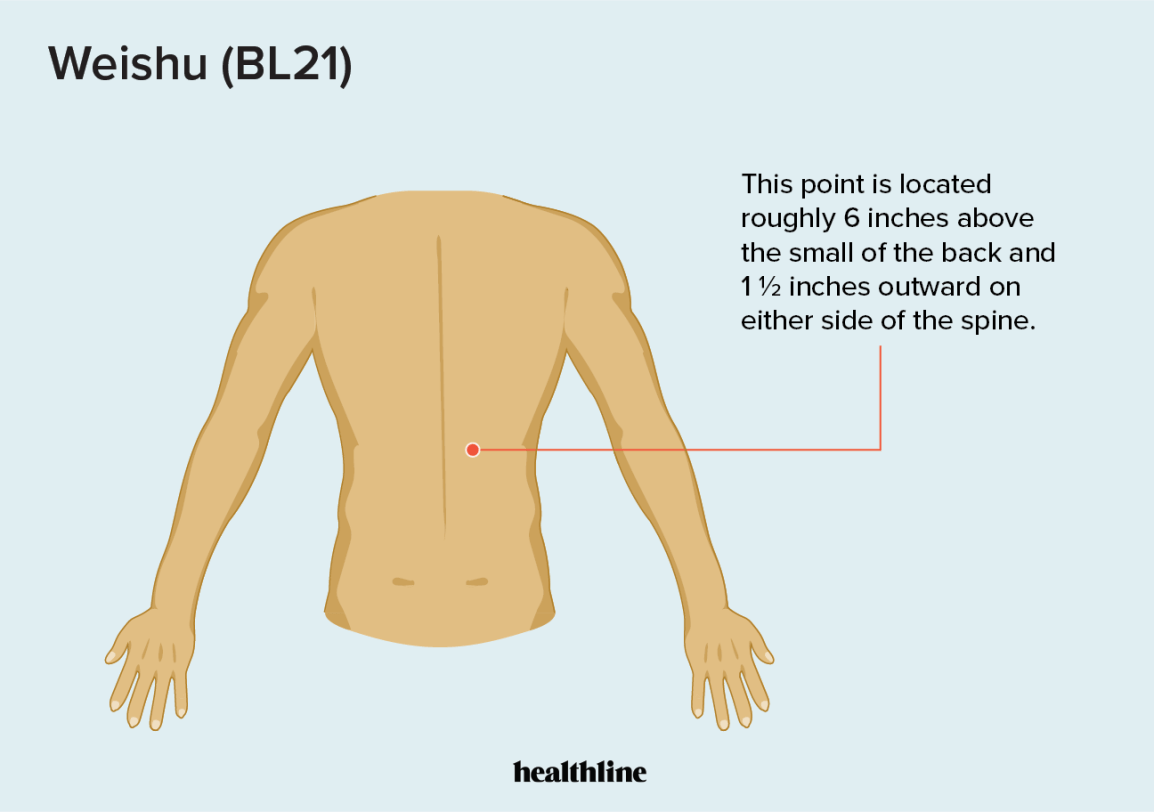 Weishu (BL21)
This point is located
roughly 6 inches above
the small of the back and
1 ½ inches outward on
either side of the spine.
healthline